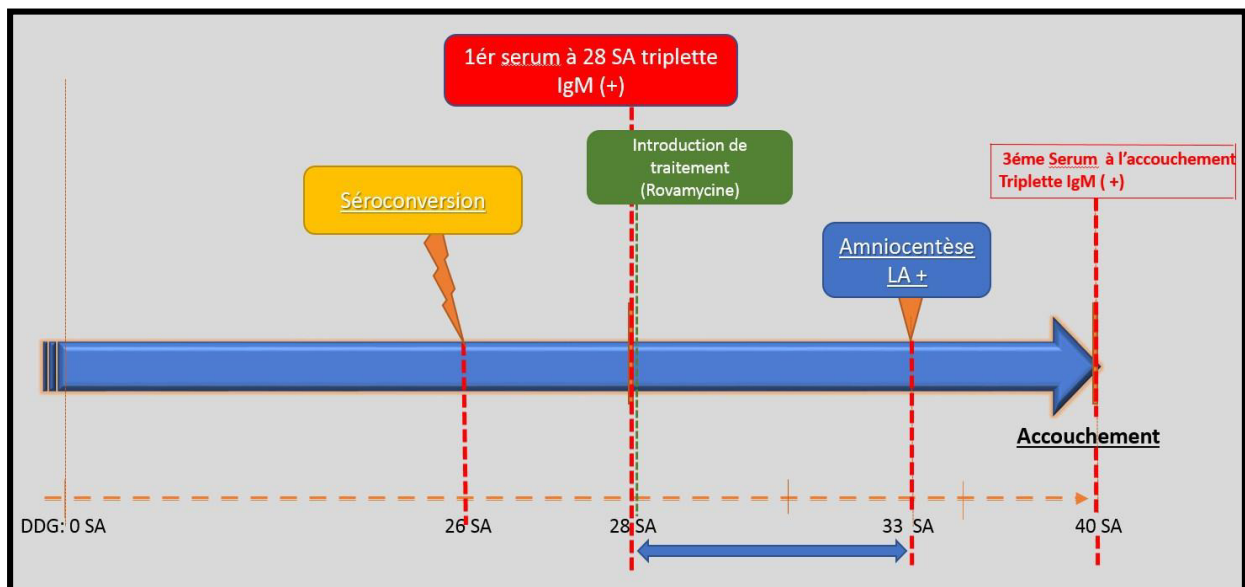 1ér serum à 28 SA triplette
IgM (+)
Introduction de
traitement
(Rovamycine)
3éme Serum à l'accouchement
Triplette IgM ( +)
Séroconversion
Amniocentèse
LA +
Accouchement
DDG: 0 SA
26 SA
28 SA
33 SA
40 SA